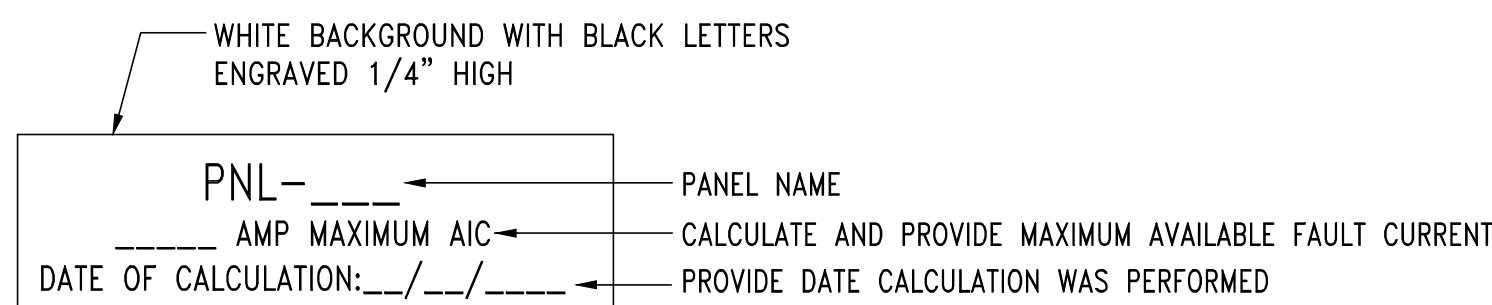 WHITE BACKGROUND WITH BLACK LETTERS
ENGRAVED 1/4" HIGH
PNL-___
PANEL NAME
_____ AMP MAXIMUM AIC
CALCULATE AND PROVIDE MAXIMUM AVAILABLE FAULT CURRENT
DATE OF CALCULATION:__/__/____
PROVIDE DATE CALCULATION WAS PERFORMED